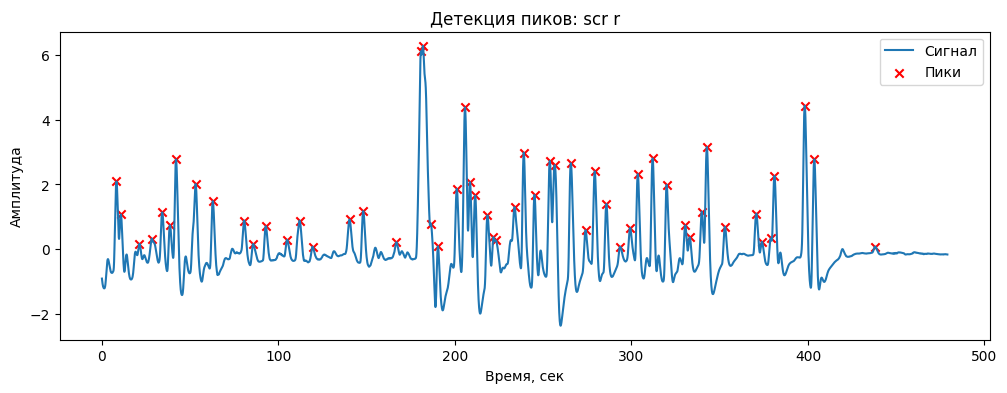 Детекция пиков: scr r
Сигнал
Пики
Амплитуда
6
4
2
0
−2
0 100 200 300 400 500
Время, сек